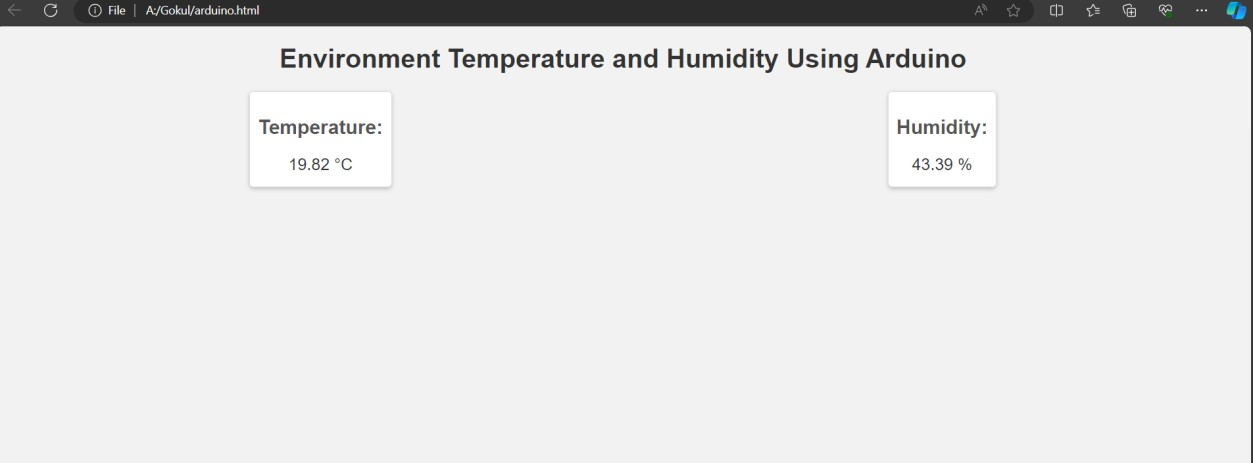 File | A:/Gokul/arduino.html
Environment Temperature and Humidity Using Arduino
Temperature:
19.82 °C
Humidity:
43.39 %